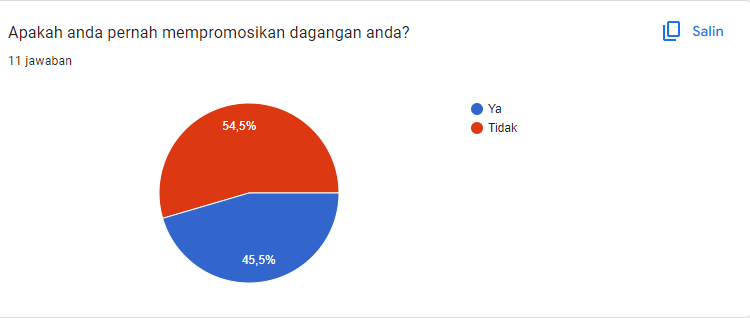 Apakah anda pernah mempromosikan dagangan anda?
Salin
11 jawaban
Ya
Tidak
54,5%
45,5%